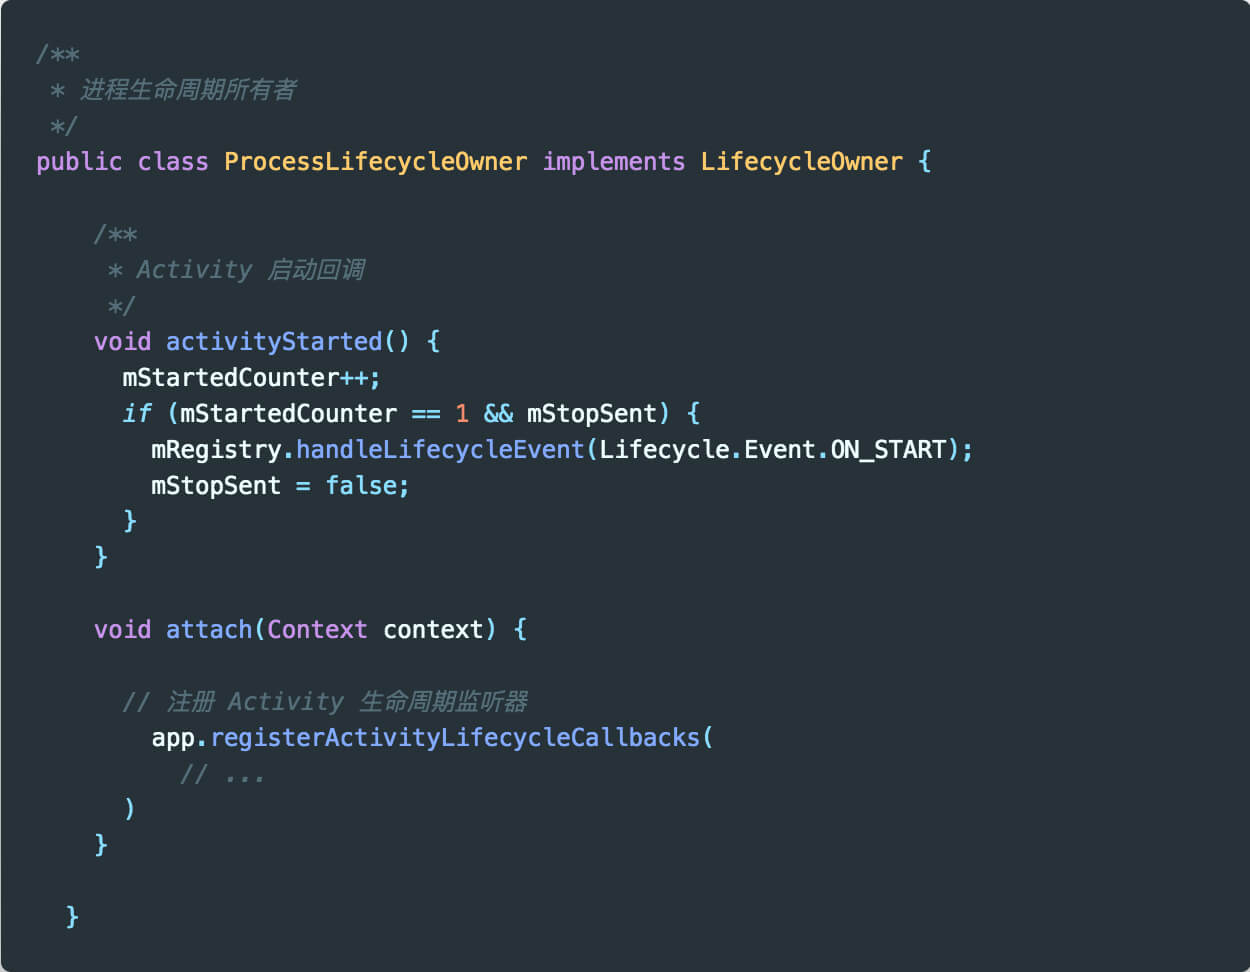 /**
 * 进程生命周期所有者
 */
public class ProcessLifecycleOwner implements LifecycleOwner {
    /**
     * Activity 启动回调
     */
    void activityStarted() {
      mStartedCounter++;
      if (mStartedCounter == 1 && mStopSent) {
        mRegistry.handleLifecycleEvent(Lifecycle.Event.ON_START);
        mStopSent = false;
      }
    }
    void attach(Context context) {
      // 注册 Activity 生命周期监听器
        app.registerActivityLifecycleCallbacks(
          // ...
      )
    }
  }